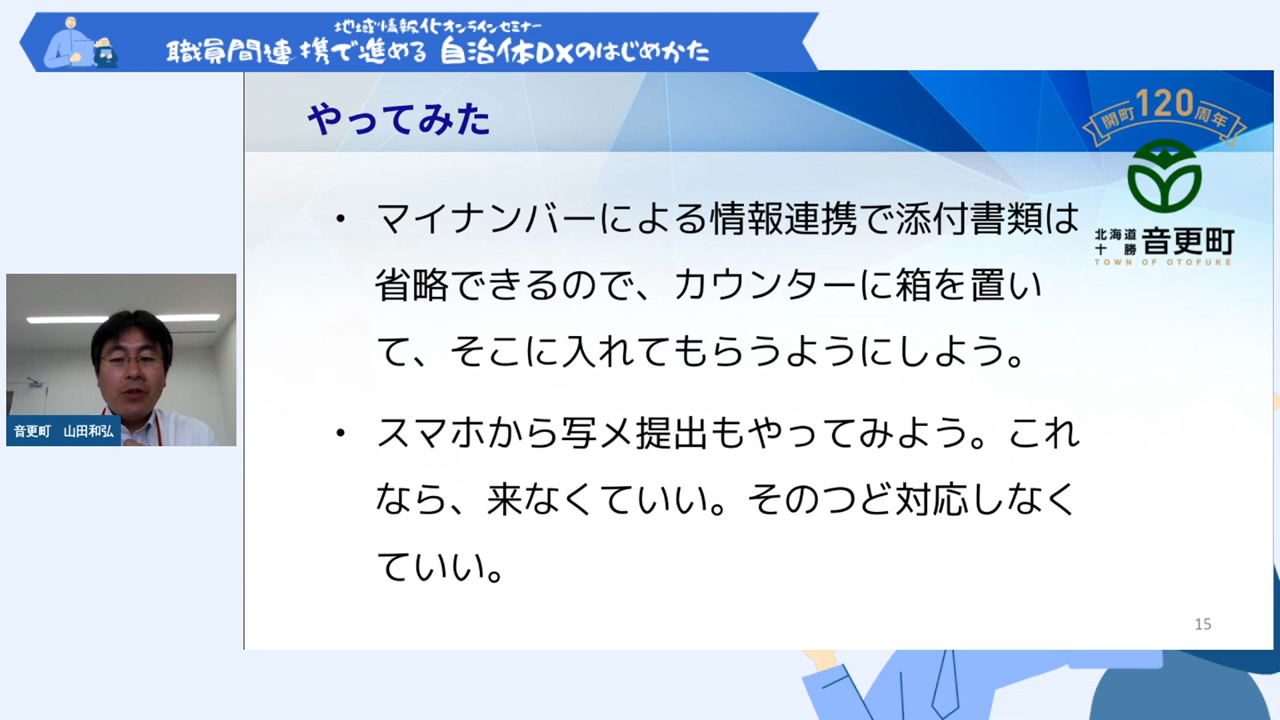 地域情報化オンラインセミナー
職員間連携で進める 自治体DXのはじめかた
やってみた
開町120周年
北海道
十勝
音更町
TOWN OF OTOFUKE
・ マイナンバーによる情報連携で添付書類は
省略できるので、カウンターに箱を置い
て、そこに入れてもらうようにしよう。
・ スマホから写メ提出もやってみよう。これ
なら、来なくていい。そのつど対応しなく
ていい。
音更町 山田和弘
15